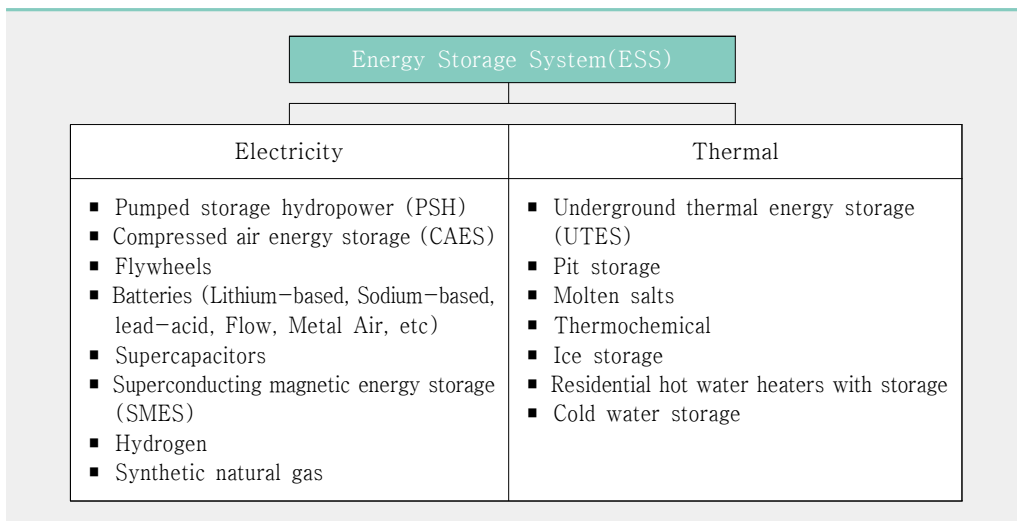 Energy Storage System(ESS)
Electricity
■ Pumped storage hydropower (PSH)
■ Compressed air energy storage (CAES)
■ Flywheels
■ Batteries (Lithium-based, Sodium-based,
lead-acid, Flow, Metal Air, etc)
■ Supercapacitors
■ Superconducting magnetic energy storage
(SMES)
■ Hydrogen
■ Synthetic natural gas
Thermal
■ Underground thermal energy storage
(UTES)
■ Pit storage
■ Molten salts
■ Thermochemical
■ Ice storage
■ Residential hot water heaters with storage
■ Cold water storage